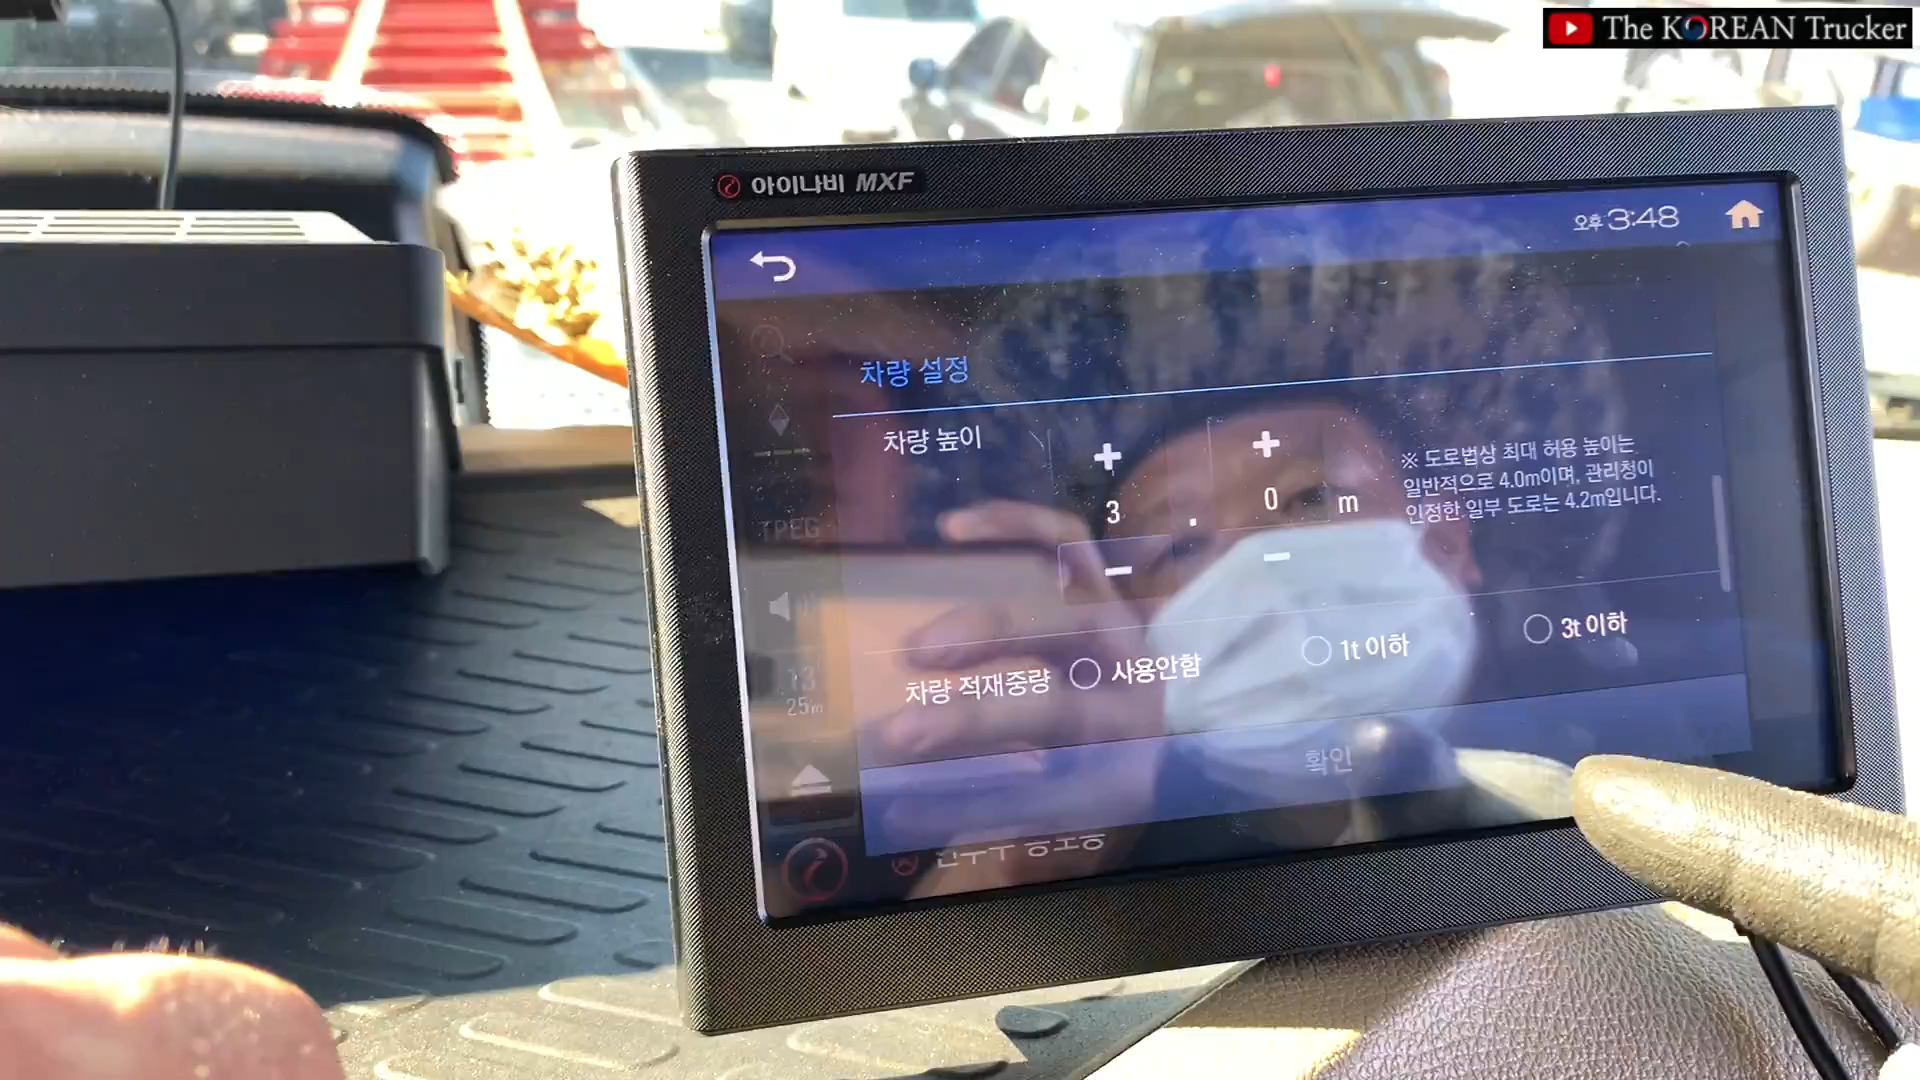 The KOREAN Trucker
아이나비 MXF
오후 3:48
차량 설정
차량 높이
+ +
3 . 0 m
- -
※ 도로법상 최대 허용 높이는
일반적으로 4.0m이며, 관리청이
인정한 일부 도로는 4.2m입니다.
TPEG
차량 적재중량 사용안함 1t 이하 3t 이하
13
25m
확인